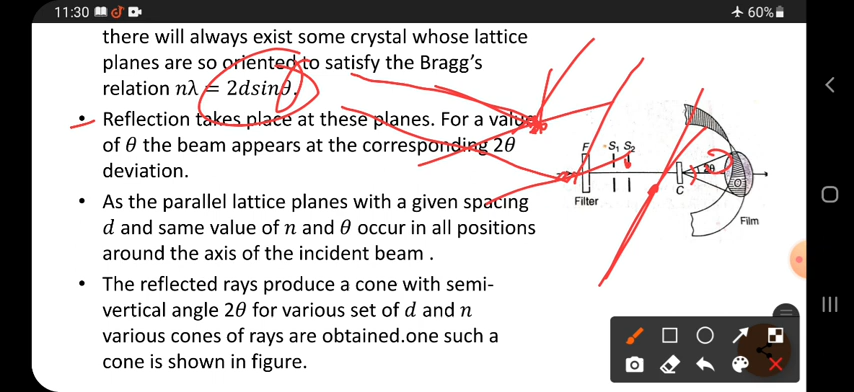 11:30
60%
there will always exist some crystal whose lattice
planes are so oriented to satisfy the Bragg's
relation nλ = 2dsinθ.
• Reflection takes place at these planes. For a value
of θ the beam appears at the corresponding 2θ
deviation.
• As the parallel lattice planes with a given spacing
d and same value of n and θ occur in all positions
around the axis of the incident beam .
• The reflected rays produce a cone with semi-
vertical angle 2θ for various set of d and n
various cones of rays are obtained.one such a
cone is shown in figure.
F S₁ S₂
2θ
O
C
Filter
Film